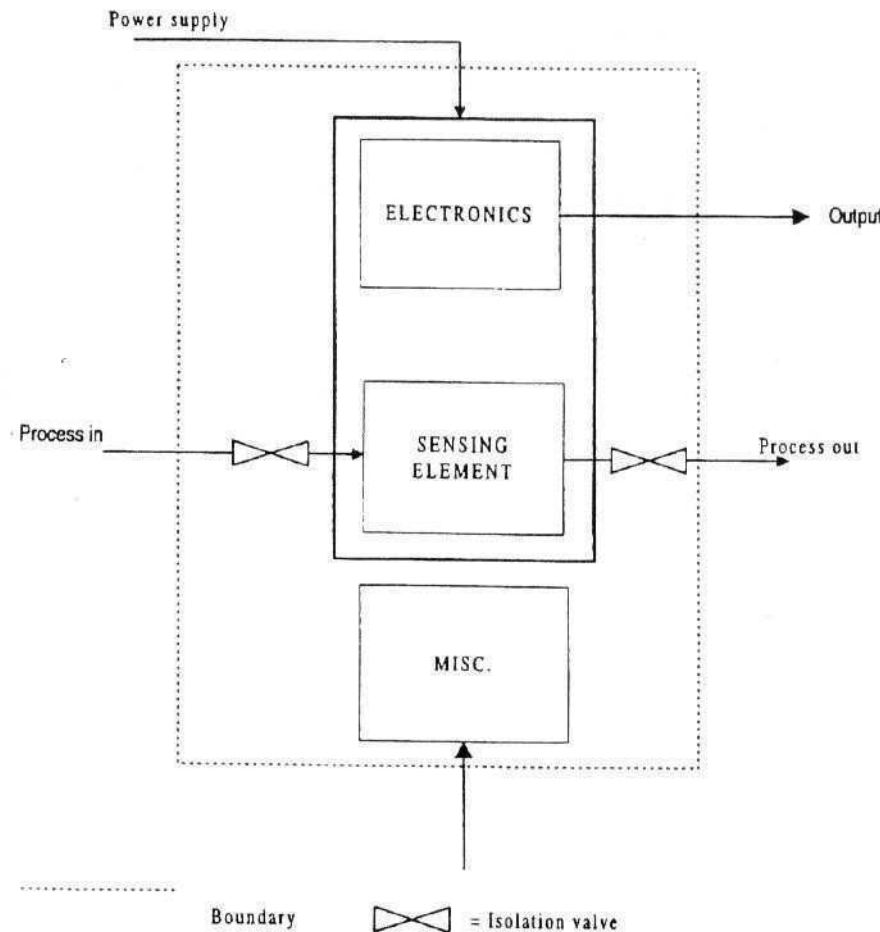 Power supply
ELECTRONICS
Output
Process in
SENSING
ELEMENT
Process out
MISC.
Boundary
= Isolation valve